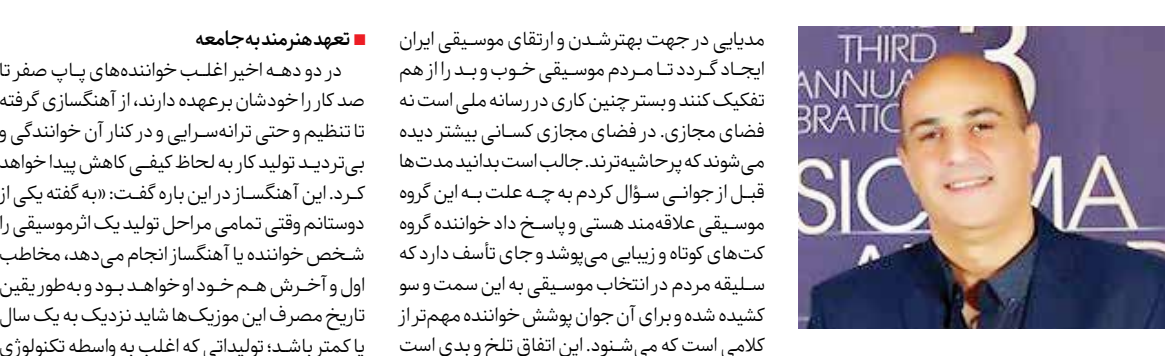 مدیایی در جهت بهترشدن و ارتقای موسیقی ایران
ایجاد گردد تا مردم موسیقی خوب و بد را از هم
تفکیک کنند و بستر چنین کاری در رسانه ملی است نه
فضای مجازی. در فضای مجازی کسانی بیشتر دیده
می‌شوند که پرحاشیه‌ترند. جالب است بدانید مدت‌ها
قبل از جوانی سؤال کردم به چه علت به این گروه
موسیقی علاقه‌مند هستی و پاسخ داد خواننده گروه
کت‌های کوتاه و زیبایی می‌پوشد و جای تأسف دارد که
سلیقه مردم در انتخاب موسیقی به این سمت و سو
کشیده شده و برای آن جوان پوشش خواننده مهم‌تر از
کلامی است که می‌شنود. این اتفاق تلخ و بدی است
تعهد هنرمند به جامعه
در دو دهه اخیر اغلب خواننده‌های پاپ صفر تا
صد کار را خودشان برعهده دارند، از آهنگسازی گرفته
تا تنظیم و حتی ترانه‌سرایی و در کنار آن خوانندگی و
بی‌تردید تولید کار به لحاظ کیفی کاهش پیدا خواهد
کرد. این آهنگساز در این باره گفت: «به گفته یکی از
دوستانم وقتی تمامی مراحل تولید یک اثر موسیقی را
شخص خواننده یا آهنگساز انجام می‌دهد، مخاطب
اول و آخرش هم خود او خواهد بود و به‌طور یقین
تاریخ مصرف این موزیک‌ها شاید نزدیک به یک سال
یا کمتر باشد؛ تولیداتی که اغلب به واسطه تکنولوژی
THIRD
3